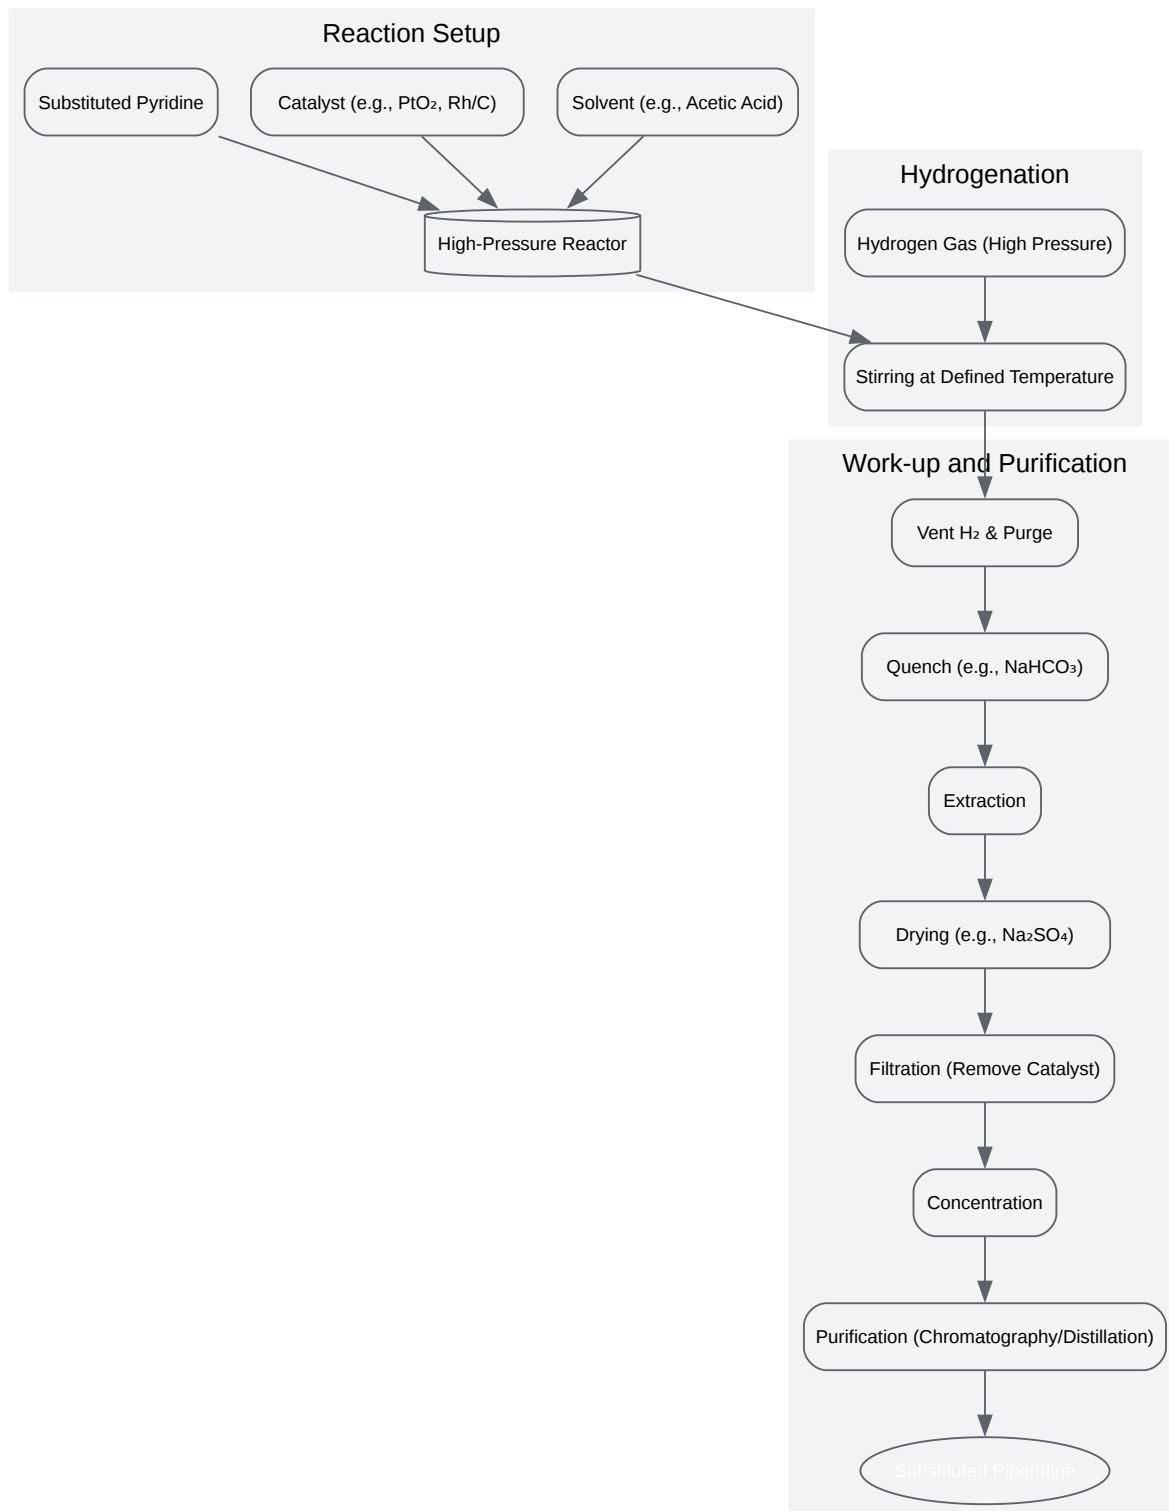 Reaction Setup
Substituted Pyridine
Catalyst (e.g., PtO₂, Rh/C)
Solvent (e.g., Acetic Acid)
High-Pressure Reactor
Hydrogenation
Hydrogen Gas (High Pressure)
Stirring at Defined Temperature
Work-up and Purification
Vent H₂ & Purge
Quench (e.g., NaHCO₃)
Extraction
Drying (e.g., Na₂SO₄)
Filtration (Remove Catalyst)
Concentration
Purification (Chromatography/Distillation)
Substituted Piperidine